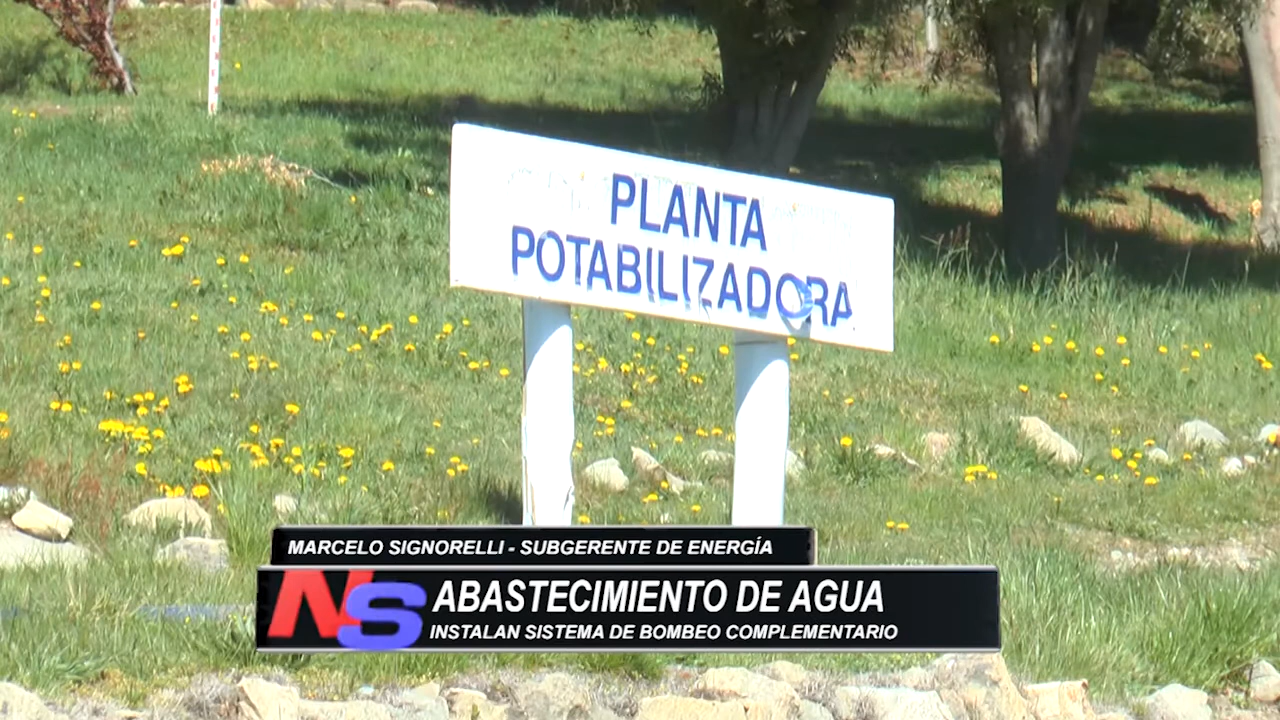 PLANTA
POTABILIZADORA
MARCELO SIGNORELLI - SUBGERENTE DE ENERGÍA
NS
ABASTECIMIENTO DE AGUA
INSTALAN SISTEMA DE BOMBEO COMPLEMENTARIO